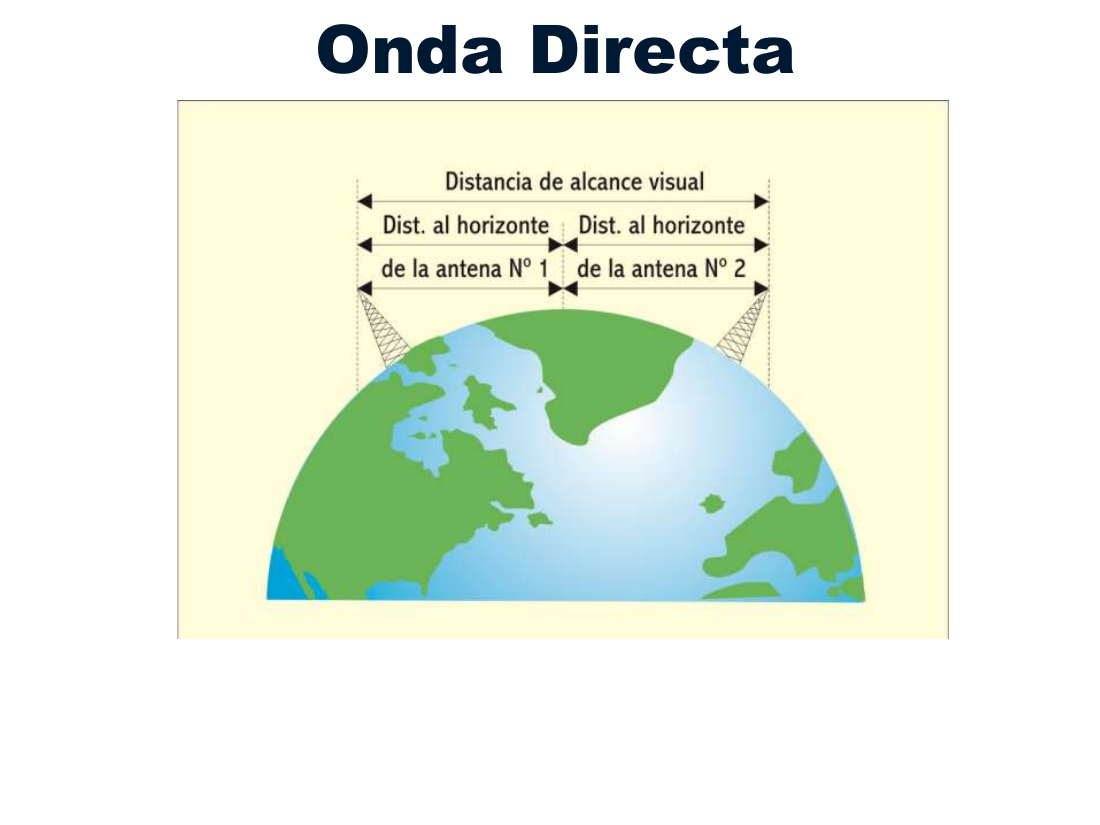 Onda Directa
Distancia de alcance visual
Dist. al horizonte Dist. al horizonte
de la antena Nº 1 de la antena Nº 2